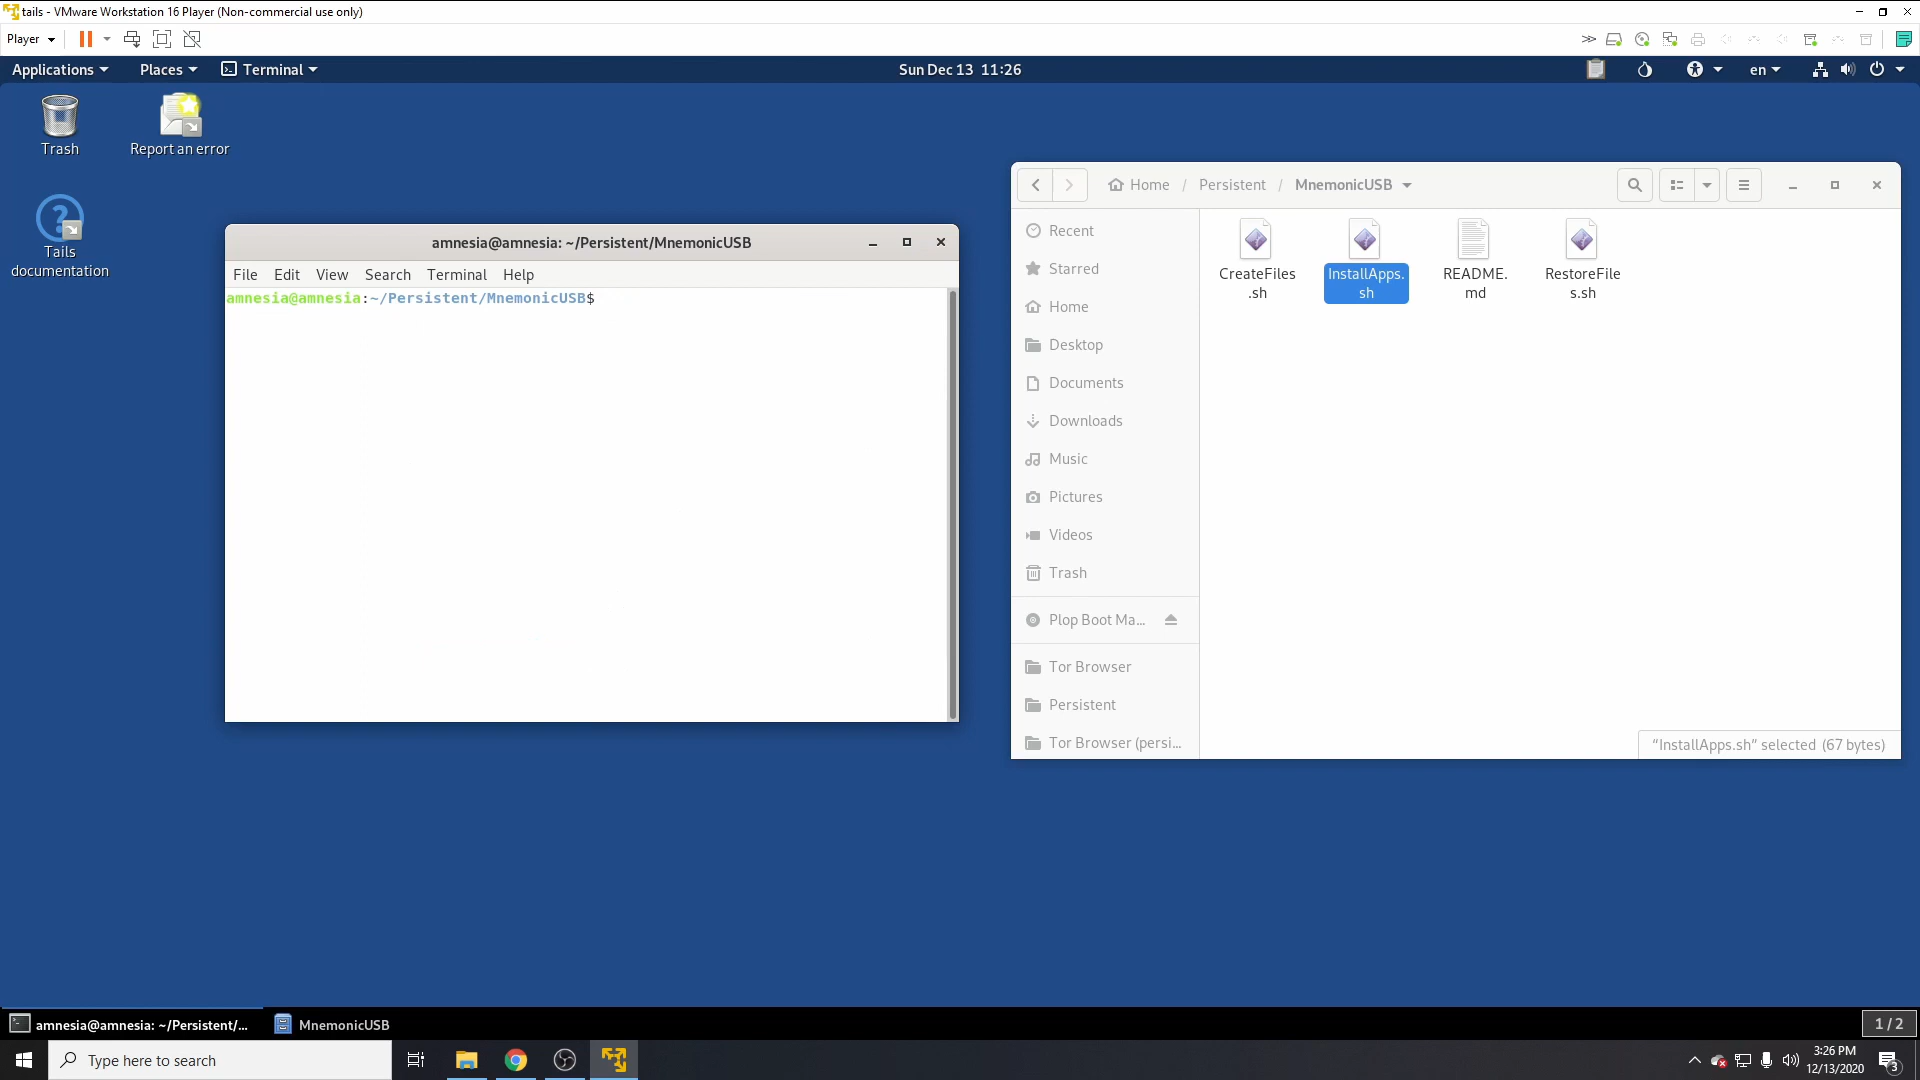 tails - VMware Workstation 16 Player (Non-commercial use only)
Player
Applications
Places
Terminal
Sun Dec 13 11:26
en
Trash
Report an error
Tails
documentation
amnesia@amnesia: ~/Persistent/MnemonicUSB
File Edit View Search Terminal Help
amnesia@amnesia:~/Persistent/MnemonicUSB$
Home / Persistent / MnemonicUSB
Recent
Starred
Home
Desktop
Documents
Downloads
Music
Pictures
Videos
Trash
Plop Boot Ma...
Tor Browser
Persistent
Tor Browser (persi...
CreateFiles
.sh
InstallApps.
sh
README.
md
RestoreFile
s.sh
"InstallApps.sh" selected (67 bytes)
amnesia@amnesia: ~/Persistent/...
MnemonicUSB
1 / 2
Type here to search
3:26 PM
12/13/2020
3